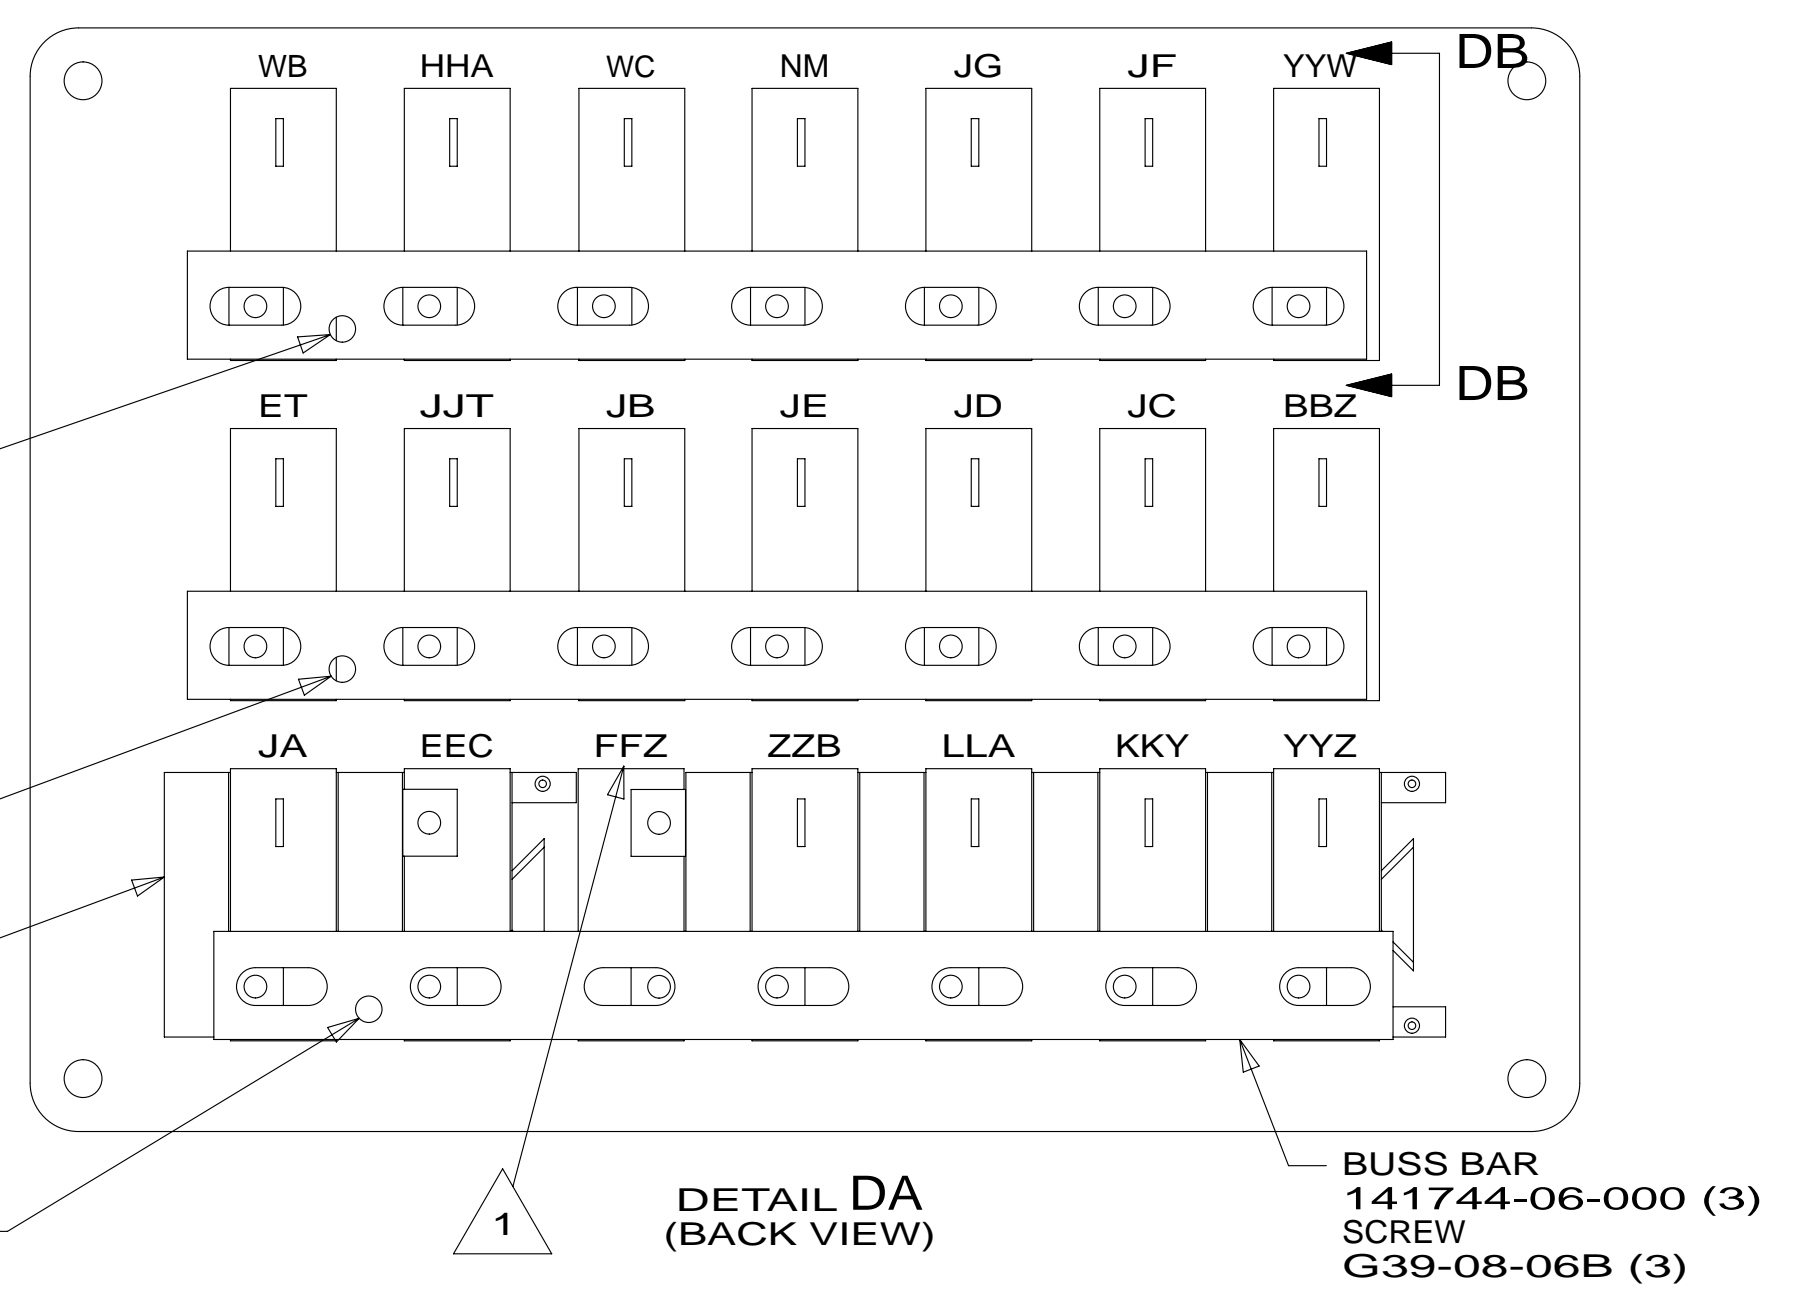 WB HHA WC NM JG JF YYW DB
DB
ET JJT JB JE JD JC BBZ
JA EEC FFZ ZZB LLA KKY YYZ
1
DETAIL DA
(BACK VIEW)
BUSS BAR
141744-06-000 (3)
SCREW
G39-08-06B (3)